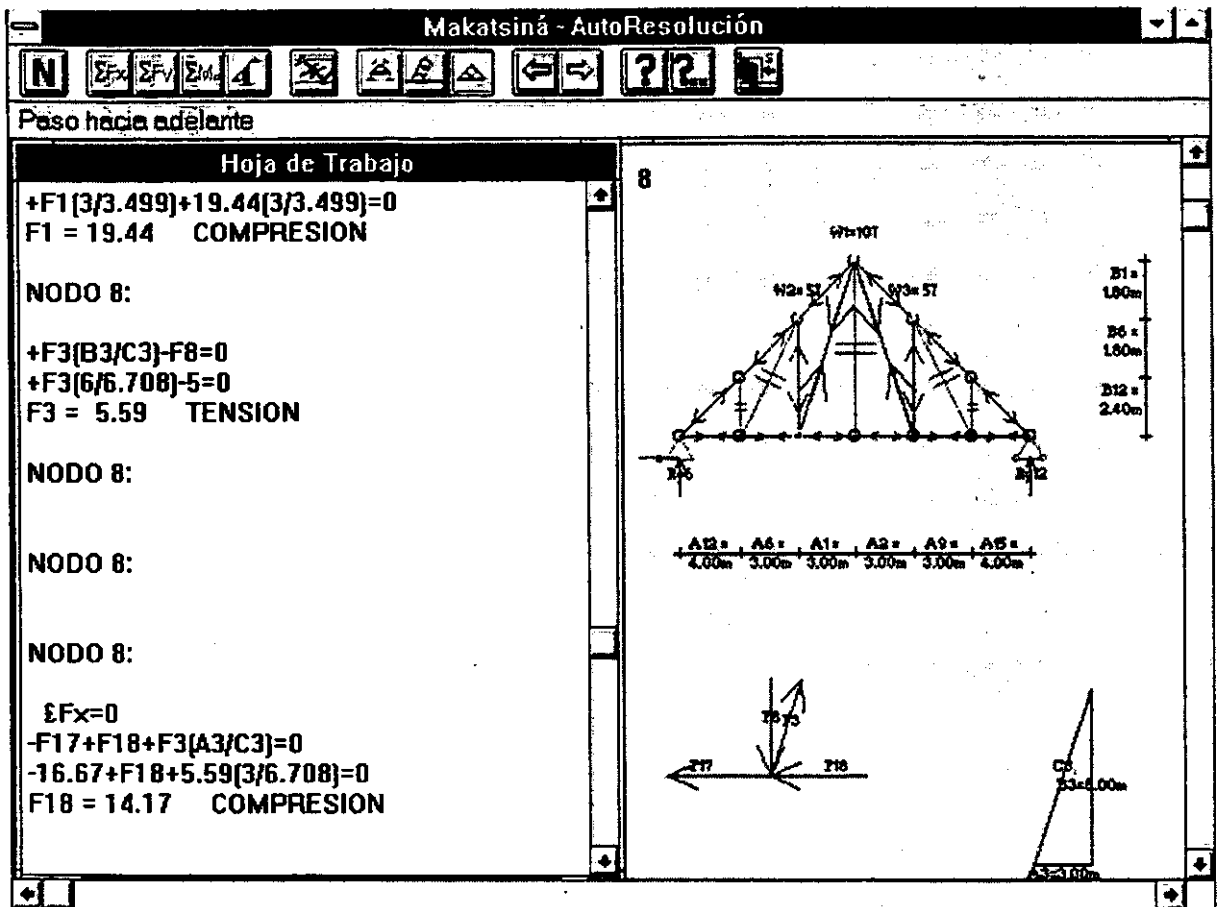 Makatsiná - AutoResolución
N ΣFx ΣFy
Paso hacia adelante
Hoja de Trabajo
+F1(3/3.499)+19.44(3/3.499)=0
F1 = 19.44 COMPRESION
NODO 8:
+F3(B3/C3)-F8=0
+F3(6/6.708)-5=0
F3 = 5.59 TENSION
NODO 8:
NODO 8:
NODO 8:
£Fx=0
-F17+F18+F3(A3/C3)=0
-16.67+F18+5.59(3/6.708)=0
F18 = 14.17 COMPRESION
8
W1=10T
W2=5T W3=5T
B1=
1.80m
B6=
1.80m
B12=
2.40m
A12= A6= A1= A2= A9= A15=
4.00m 3.00m 3.00m 3.00m 3.00m 4.00m
F8 F3
F17 F18
C3
B3=6.00m
A3=3.00m